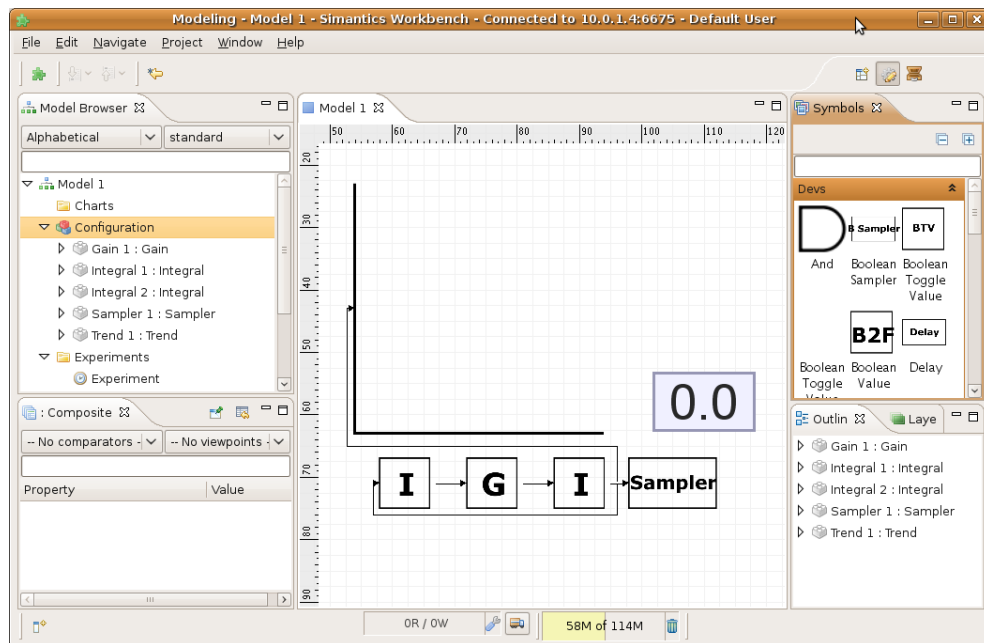 Modeling - Model 1 - Simantics Workbench - Connected to 10.0.1.4:6675 - Default User
File Edit Navigate Project Window Help
Model Browser
Alphabetical standard
Model 1
Charts
Configuration
Gain 1 : Gain
Integral 1 : Integral
Integral 2 : Integral
Sampler 1 : Sampler
Trend 1 : Trend
Experiments
Experiment
: Composite
-- No comparators - -- No viewpoints -
Property Value
Model 1
50 60 70 80 90 100 110 120
20
30
40
50
60
70
80
90
0.0
I G I Sampler
Symbols
Devs
B Sampler BTV
And Boolean Sampler Boolean Toggle Value
B2F Delay
Boolean Toggle Value Boolean Value Delay
Outlin Laye
Gain 1 : Gain
Integral 1 : Integral
Integral 2 : Integral
Sampler 1 : Sampler
Trend 1 : Trend
0R / 0W 58M of 114M